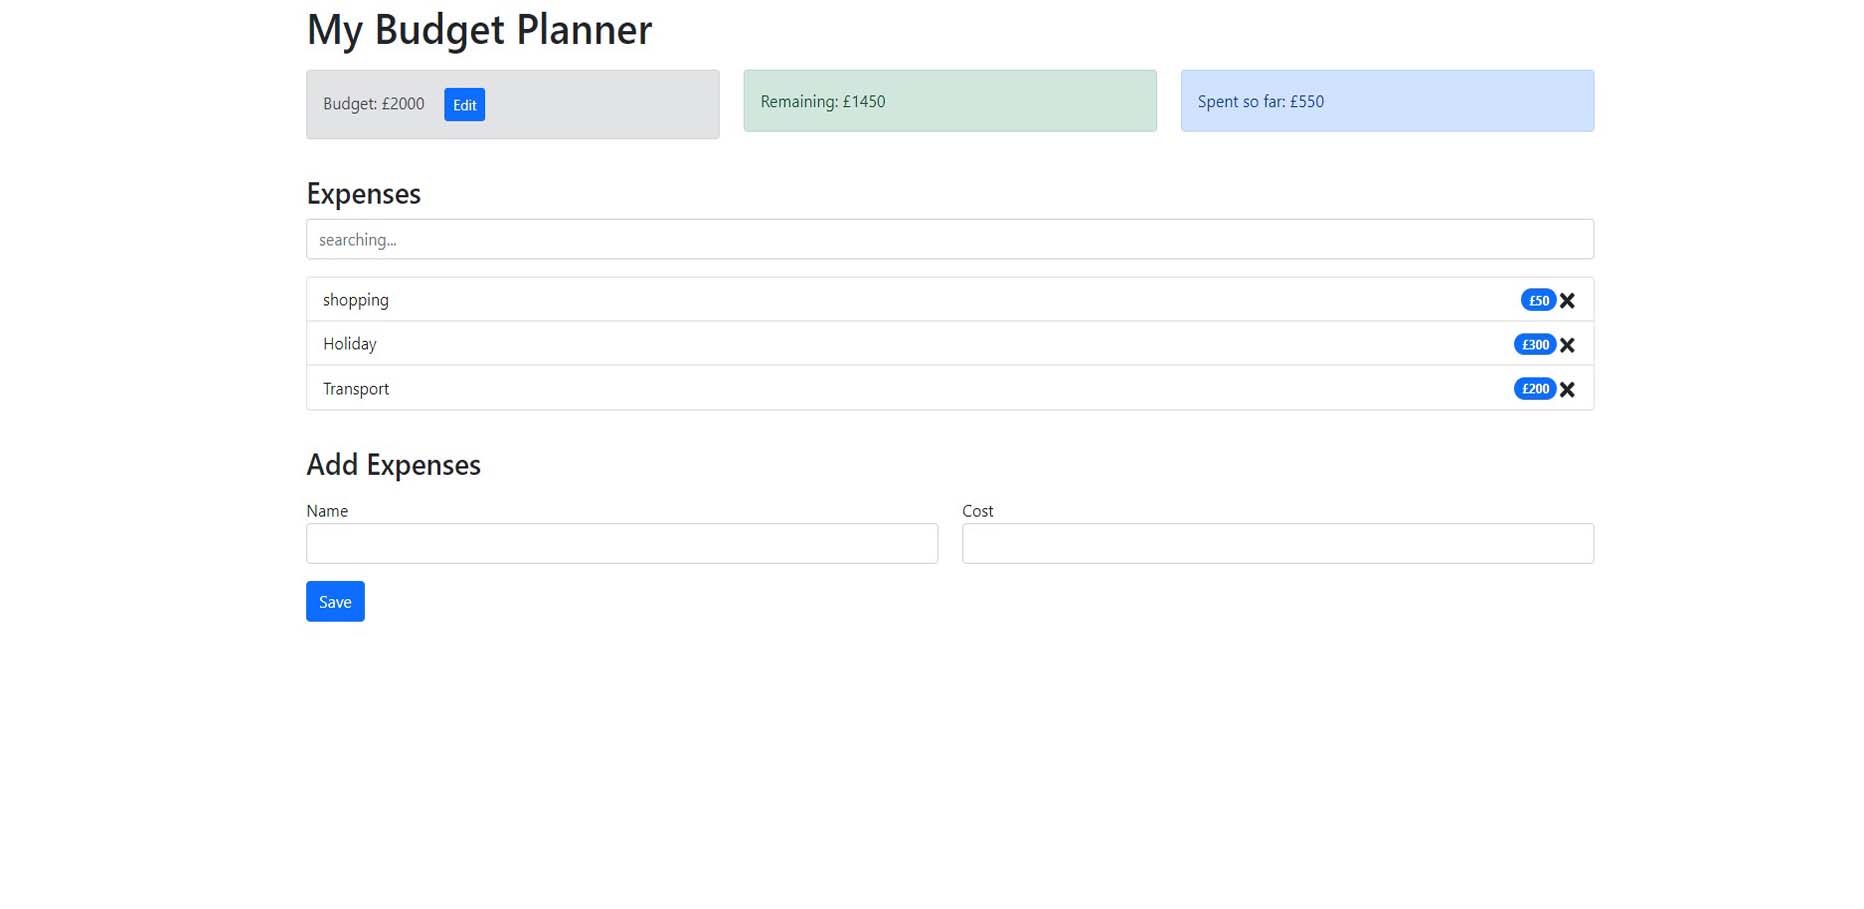 My Budget Planner
Budget: £2000 Edit
Remaining: £1450
Spent so far: £550
Expenses
searching...
shopping £50
Holiday £300
Transport £200
Add Expenses
Name Cost
Save